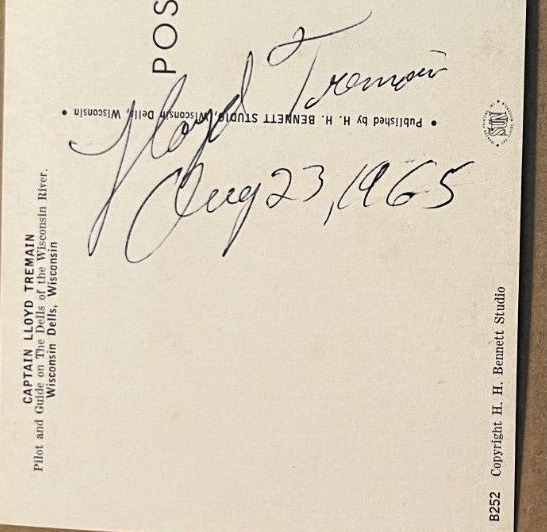 CAPTAIN LLOYD TREMAIN
Pilot and Guide on The Dells of the Wisconsin River,
Wisconsin Dells, Wisconsin
POS
• Published by H. H. BENNETT STUDIO, Wisconsin Dells, Wisconsin •
Lloyd Tremain
Aug 23, 1965
SUN
B252 Copyright H. H. Bennett Studio